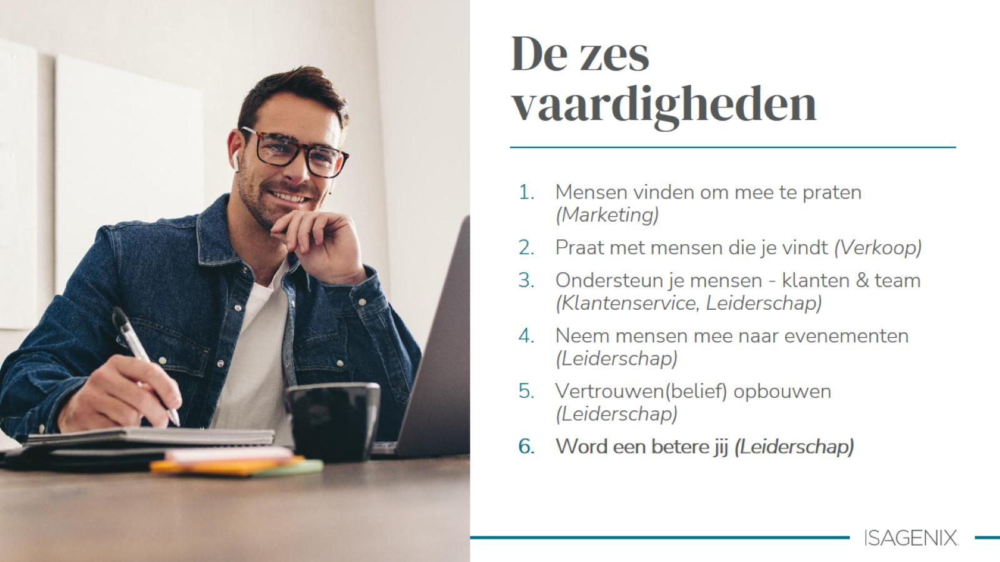 De zes
vaardigheden
1. Mensen vinden om mee te praten
(Marketing)
2. Praat met mensen die je vindt (Verkoop)
3. Ondersteun je mensen - klanten & team
(Klantenservice, Leiderschap)
4. Neem mensen mee naar evenementen
(Leiderschap)
5. Vertrouwen(belief) opbouwen
(Leiderschap)
6. Word een betere jij (Leiderschap)
ISAGENIX